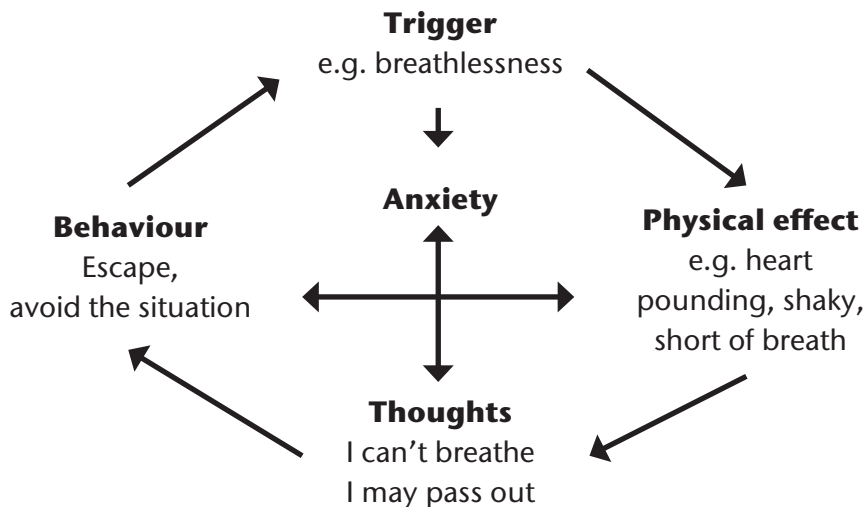 Trigger
e.g. breathlessness
Anxiety
Behaviour
Escape,
avoid the situation
Physical effect
e.g. heart
pounding, shaky,
short of breath
Thoughts
I can’t breathe
I may pass out